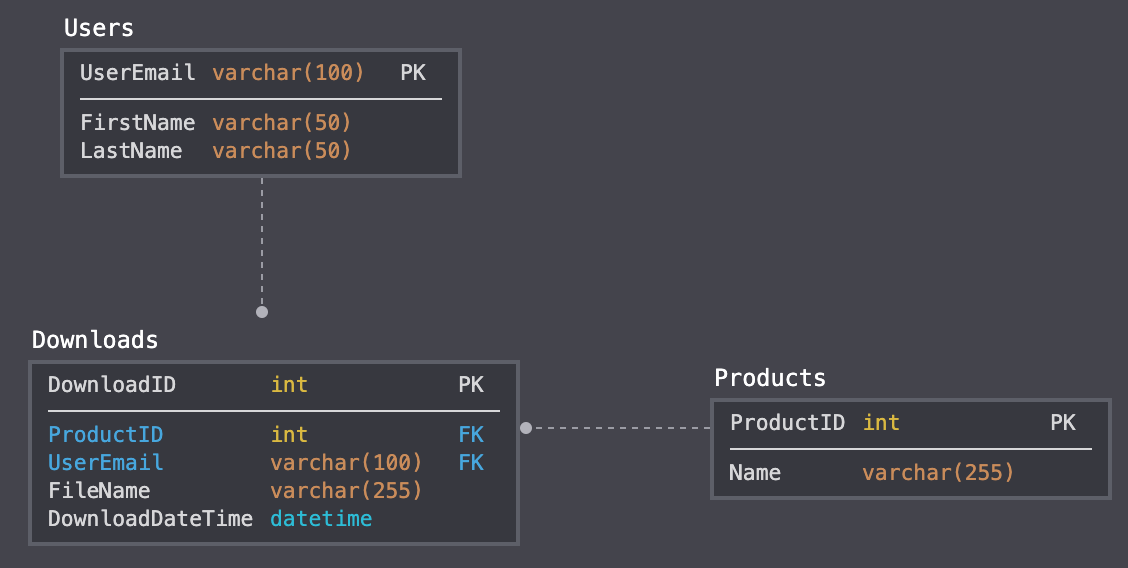 Users
UserEmail varchar(100) PK
FirstName varchar(50)
LastName varchar(50)
Downloads
DownloadID int PK
ProductID int FK
UserEmail varchar(100) FK
FileName varchar(255)
DownloadDateTime datetime
Products
ProductID int PK
Name varchar(255)